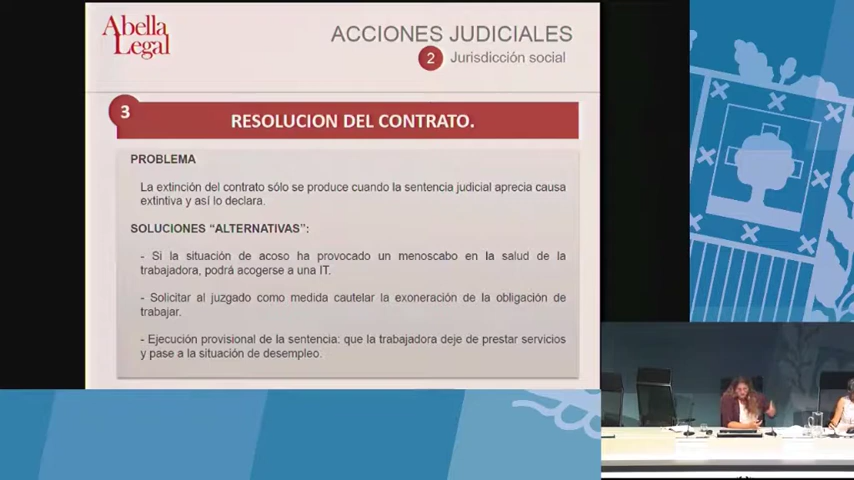 Abella
Legal
ACCIONES JUDICIALES
2 Jurisdicción social
3
RESOLUCION DEL CONTRATO.
PROBLEMA
La extinción del contrato sólo se produce cuando la sentencia judicial aprecia causa
extintiva y así lo declara.
SOLUCIONES “ALTERNATIVAS”:
- Si la situación de acoso ha provocado un menoscabo en la salud de la
trabajadora, podrá acogerse a una IT.
- Solicitar al juzgado como medida cautelar la exoneración de la obligación de
trabajar.
- Ejecución provisional de la sentencia: que la trabajadora deje de prestar servicios
y pase a la situación de desempleo.